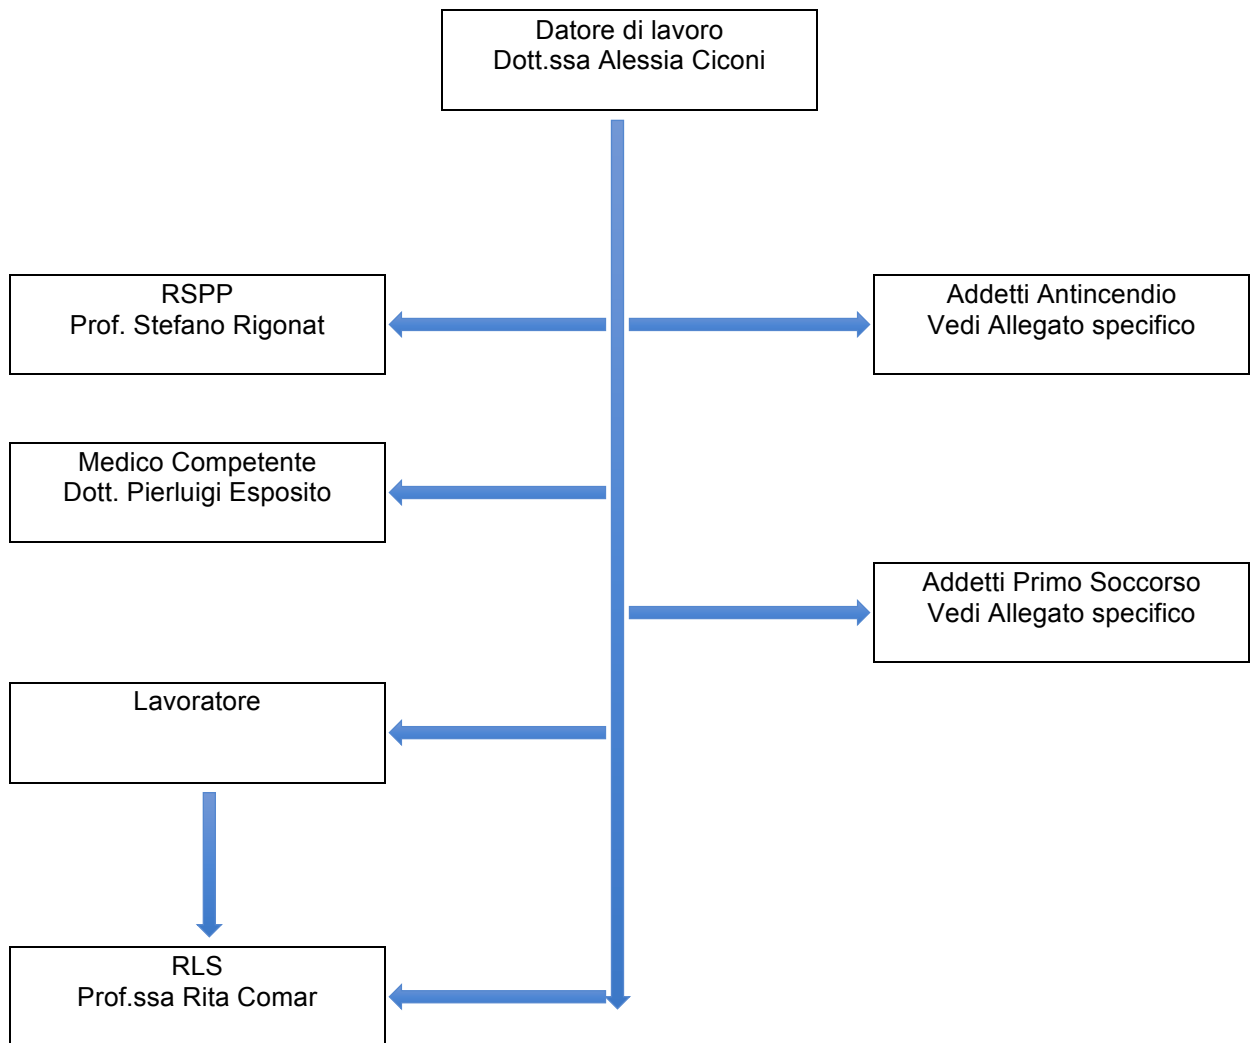 Datore di lavoro
Dott.ssa Alessia Ciconi
RSPP
Prof. Stefano Rigonat
Addetti Antincendio
Vedi Allegato specifico
Medico Competente
Dott. Pierluigi Esposito
Addetti Primo Soccorso
Vedi Allegato specifico
Lavoratore
RLS
Prof.ssa Rita Comar